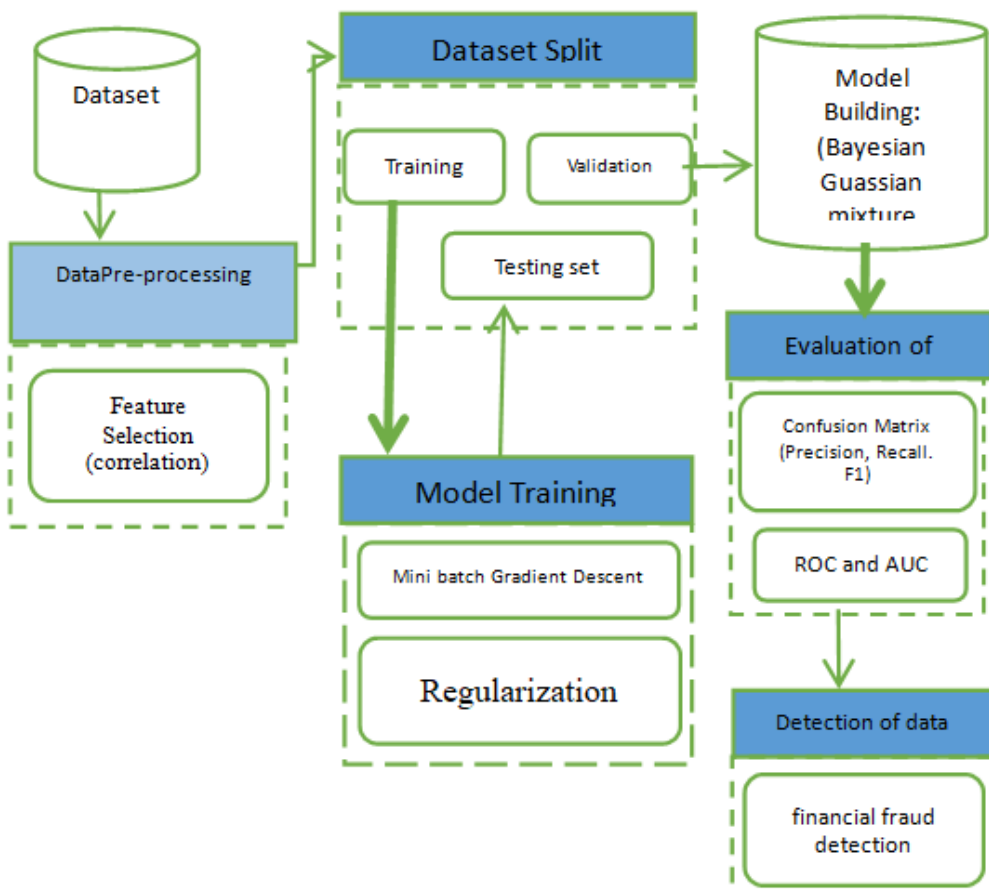 Dataset
DataPre-processing
Feature
Selection
(correlation)
Dataset Split
Training
Validation
Testing set
Model Training
Mini batch Gradient Descent
Regularization
Model
Building:
(Bayesian
Guassian
mixture
Evaluation of
Confusion Matrix
(Precision, Recall.
F1)
ROC and AUC
Detection of data
financial fraud
detection